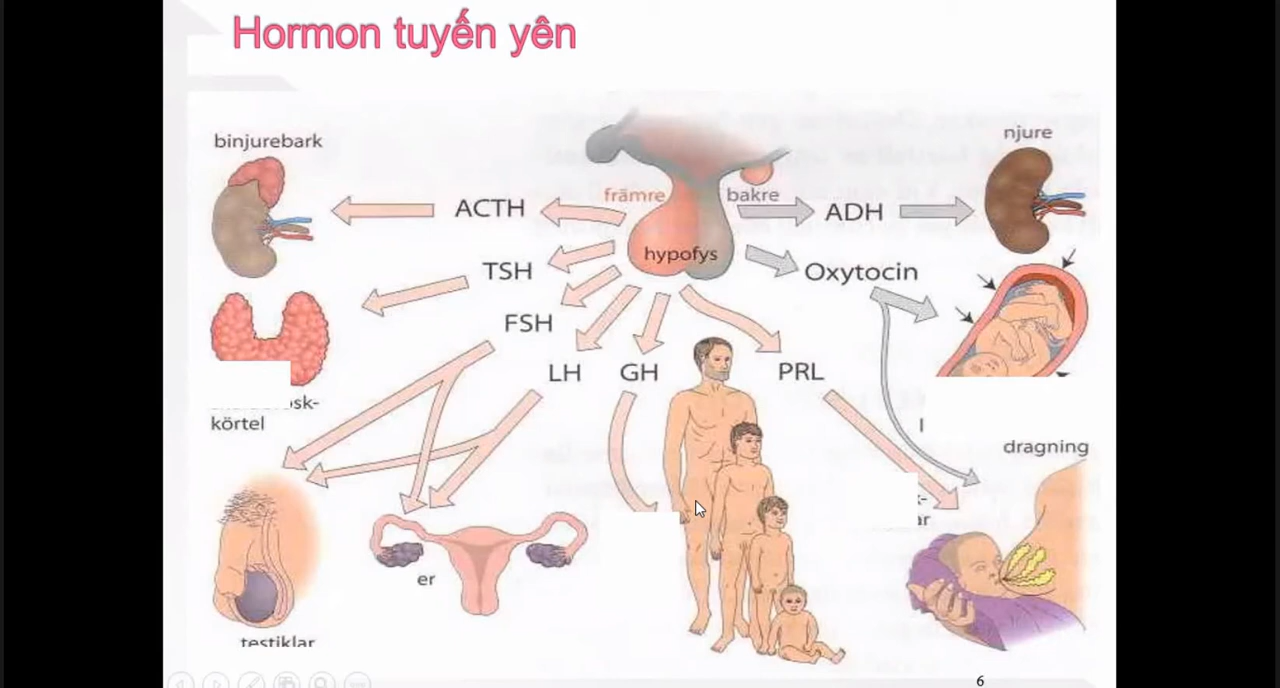 Hormon tuyến yên
binjurebark
njure
främre
bakre
ACTH
ADH
hypofys
TSH
Oxytocin
FSH
LH
GH
PRL
körtel
dragning
er
testiklar
6